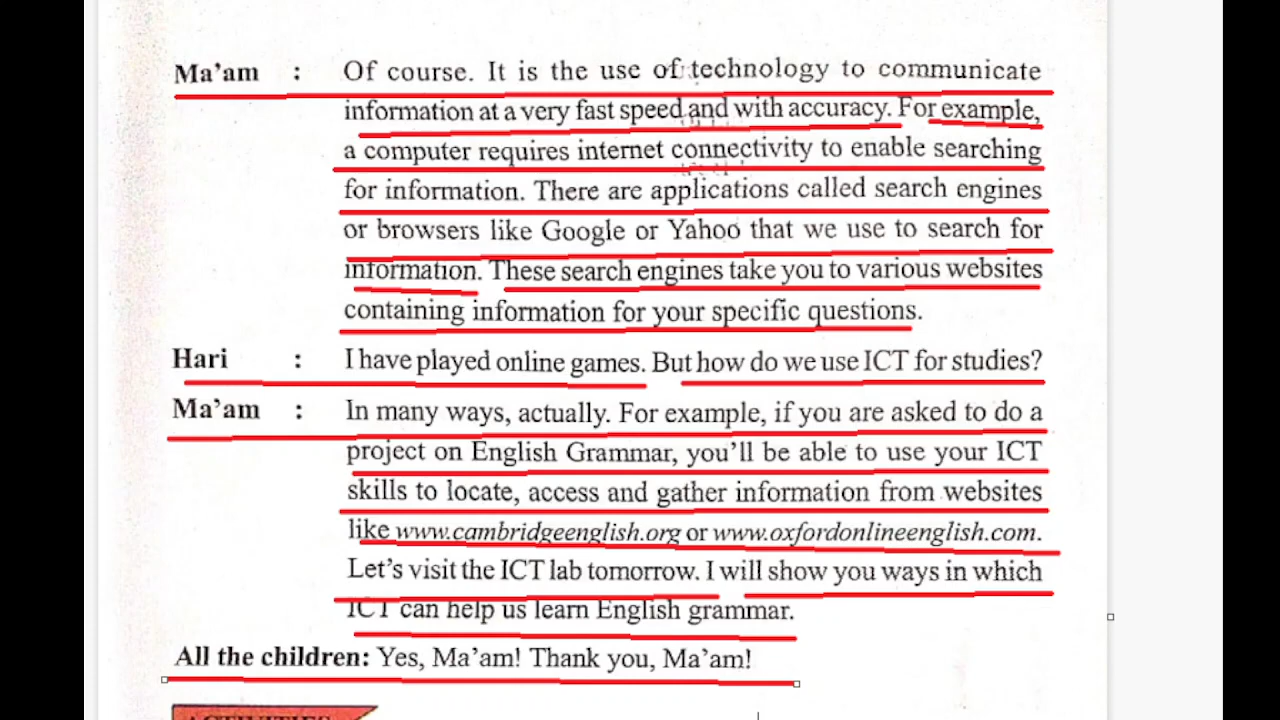 Ma'am : Of course. It is the use of technology to communicate
information at a very fast speed and with accuracy. For example,
a computer requires internet connectivity to enable searching
for information. There are applications called search engines
or browsers like Google or Yahoo that we use to search for
information. These search engines take you to various websites
containing information for your specific questions.
Hari : I have played online games. But how do we use ICT for studies?
Ma'am : In many ways, actually. For example, if you are asked to do a
project on English Grammar, you'll be able to use your ICT
skills to locate, access and gather information from websites
like www.cambridgeenglish.org or www.oxfordonlineenglish.com.
Let's visit the ICT lab tomorrow. I will show you ways in which
ICT can help us learn English grammar.
All the children: Yes, Ma'am! Thank you, Ma'am!
ACTIVITIES